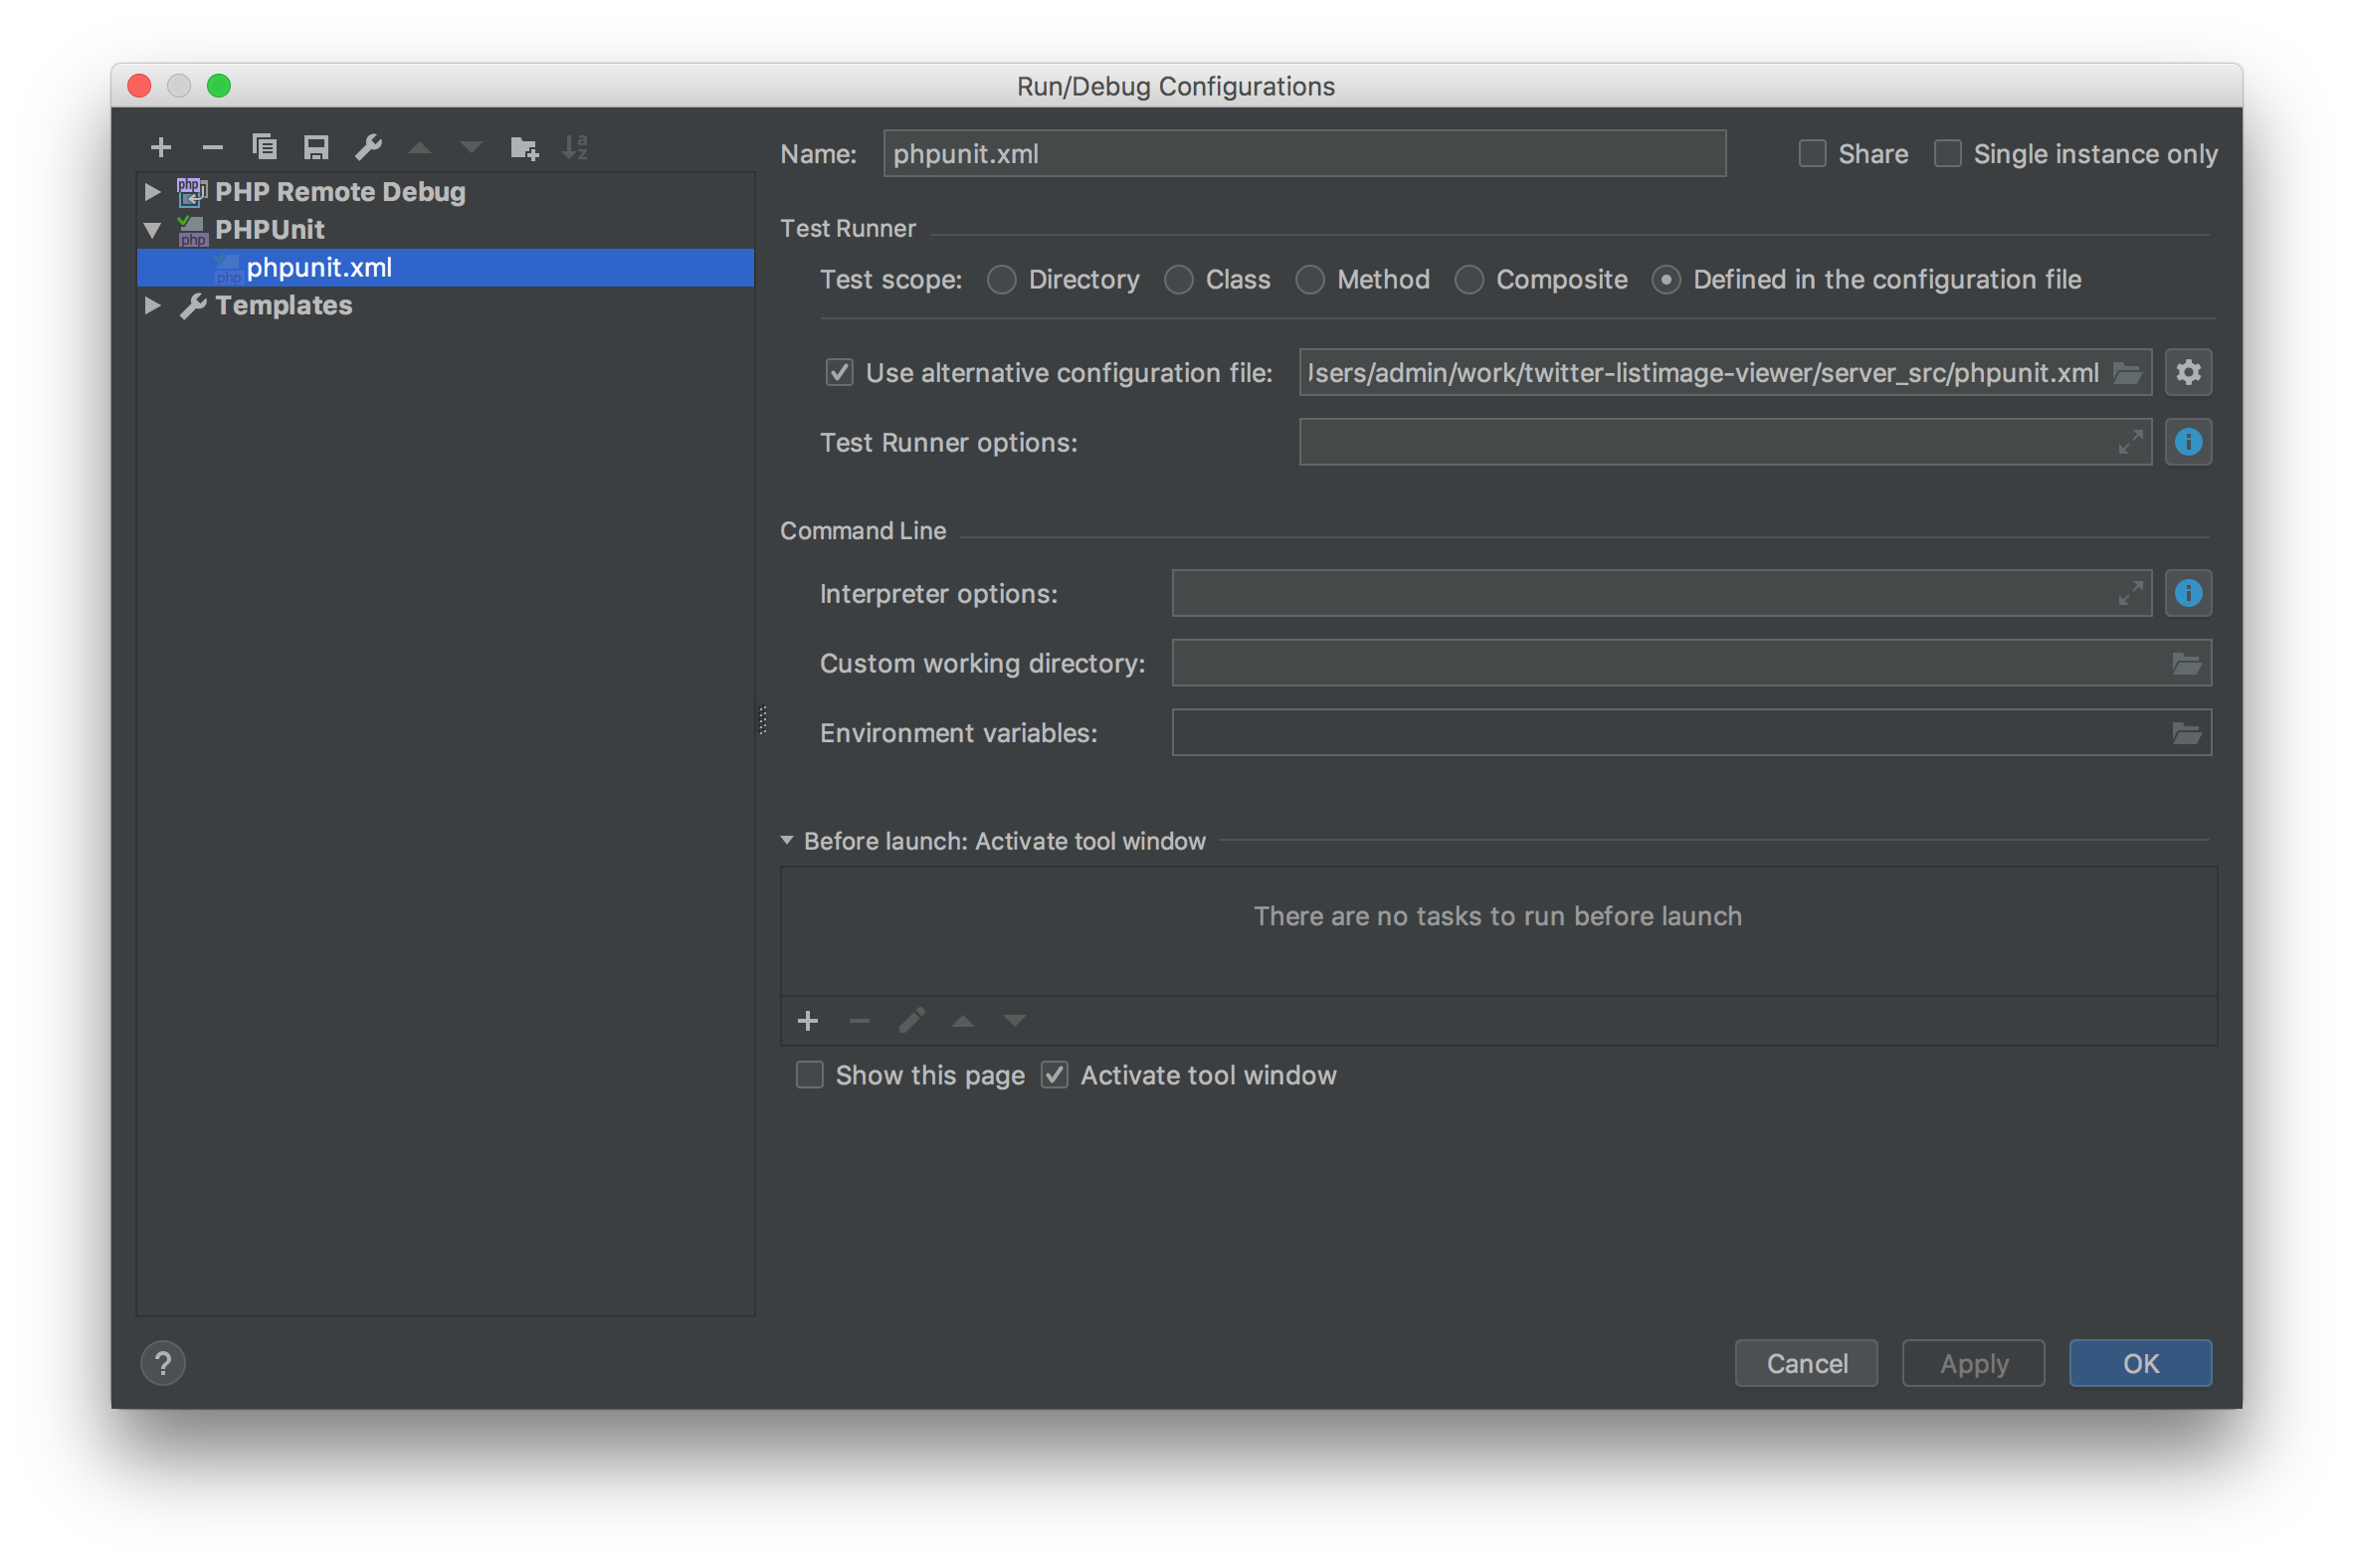 Run/Debug Configurations
PHP Remote Debug
PHPUnit
phpunit.xml
Templates
Name: phpunit.xml Share Single instance only
Test Runner
Test scope: Directory Class Method Composite Defined in the configuration file
Use alternative configuration file: Jsers/admin/work/twitter-listimage-viewer/server_src/phpunit.xml
Test Runner options:
Command Line
Interpreter options:
Custom working directory:
Environment variables:
Before launch: Activate tool window
There are no tasks to run before launch
Show this page Activate tool window
? Cancel Apply OK